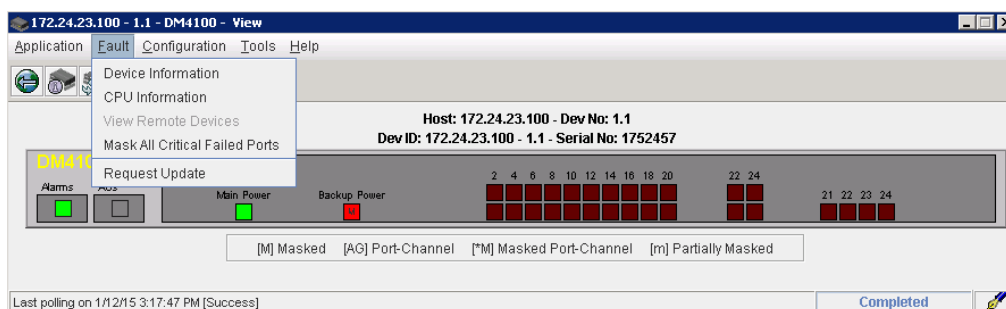 172.24.23.100 - 1.1 - DM4100 - View
Application Fault Configuration Tools Help
Device Information
CPU Information
View Remote Devices
Mask All Critical Failed Ports
Request Update
Host: 172.24.23.100 - Dev No: 1.1
Dev ID: 172.24.23.100 - 1.1 - Serial No: 1752457
DM410
Alarms
Main Power Backup Power
M
2 4 6 8 10 12 14 16 18 20 22 24
21 22 23 24
[M] Masked [AG] Port-Channel [*M] Masked Port-Channel [m] Partially Masked
Last polling on 1/12/15 3:17:47 PM [Success] Completed